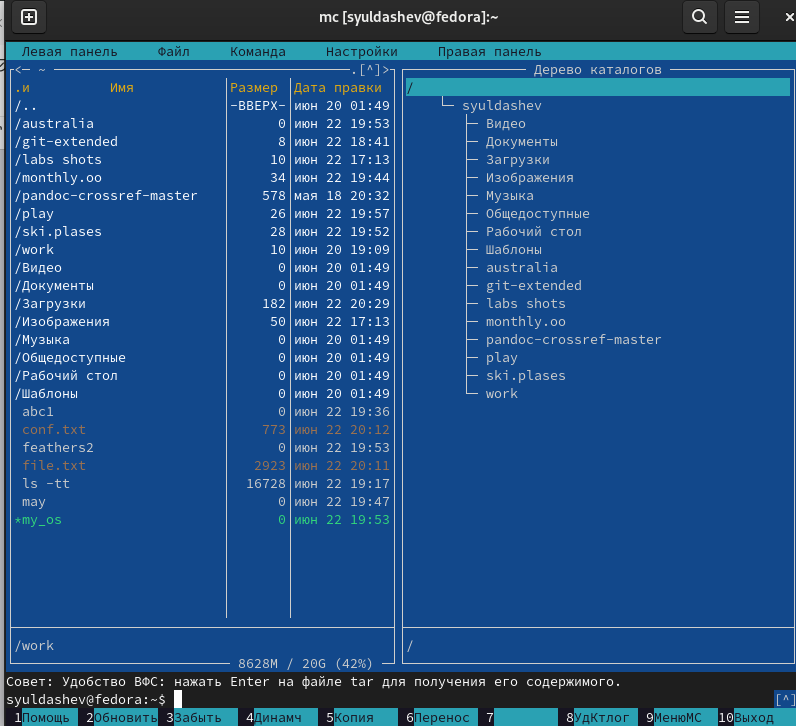 mc [syuldashev@fedora]:~
Левая панель Файл Команда Настройки Правая панель
<— ~ .[^]>
.и Имя Размер Дата правки
/.. -ВВЕРХ- июн 20 01:49
/australia 0 июн 22 19:53
/git-extended 8 июн 22 18:41
/labs shots 10 июн 22 17:13
/monthly.oo 34 июн 22 19:44
/pandoc-crossref-master 578 мая 18 20:32
/play 26 июн 22 19:57
/ski.plases 28 июн 22 19:52
/work 10 июн 20 19:09
/Видео 0 июн 20 01:49
/Документы 0 июн 20 01:49
/Загрузки 182 июн 22 20:29
/Изображения 50 июн 22 17:13
/Музыка 0 июн 20 01:49
/Общедоступные 0 июн 20 01:49
/Рабочий стол 0 июн 20 01:49
/Шаблоны 0 июн 20 01:49
abc1 0 июн 22 19:36
conf.txt 773 июн 22 20:12
feathers2 0 июн 22 19:53
file.txt 2923 июн 22 20:11
ls -tt 16728 июн 22 19:17
may 0 июн 22 19:47
*my_os 0 июн 22 19:53
/work
8628M / 20G (42%)
Дерево каталогов
/
syuldashev
Видео
Документы
Загрузки
Изображения
Музыка
Общедоступные
Рабочий стол
Шаблоны
australia
git-extended
labs shots
monthly.oo
pandoc-crossref-master
play
ski.plases
work
/
Совет: Удобство ВФС: нажать Enter на файле tar для получения его содержимого.
syuldashev@fedora:~$ [^]
1Помощь 2Обновить 3Забыть 4Динамч 5Копия 6Перенос 7 8УдКтлог 9МенюМС 10Выход